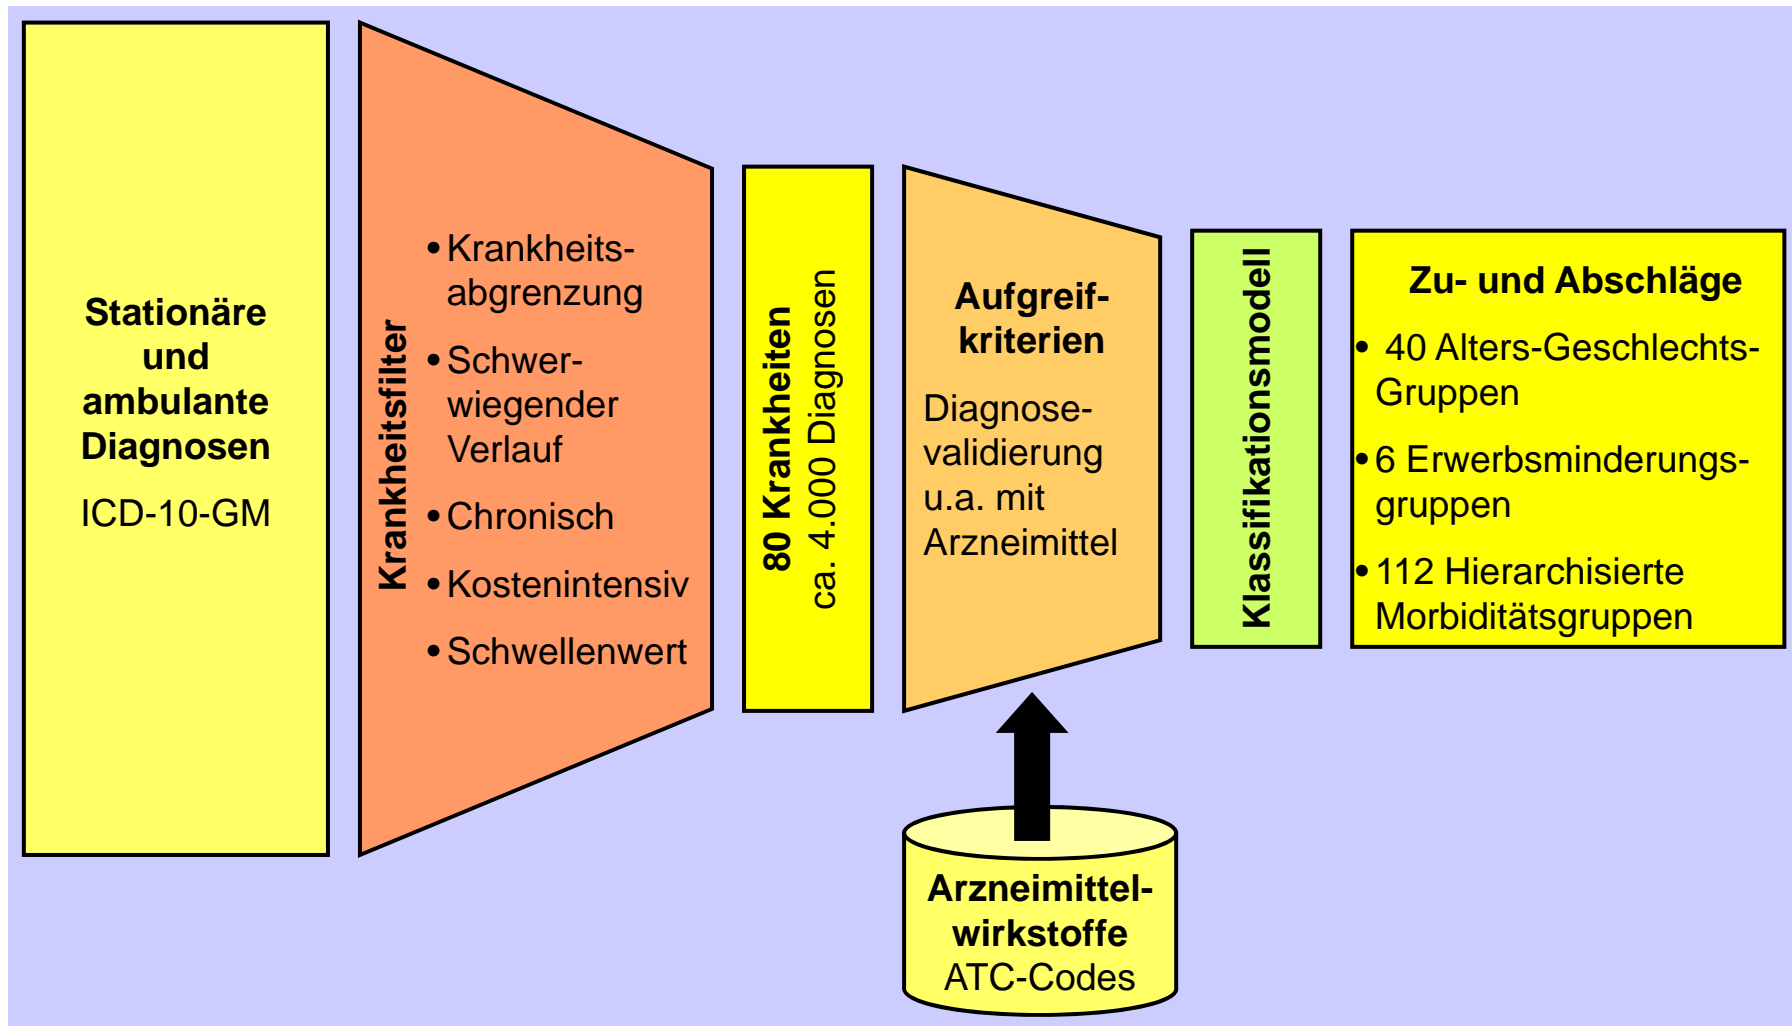 Stationäre
und
ambulante
Diagnosen
ICD-10-GM
Krankheitsfilter
• Krankheits-
abgrenzung
• Schwer-
wiegender
Verlauf
• Chronisch
• Kostenintensiv
• Schwellenwert
80 Krankheiten
ca. 4.000 Diagnosen
Aufgreif-
kriterien
Diagnose-
validierung
u.a. mit
Arzneimittel
Arzneimittel-
wirkstoffe
ATC-Codes
Klassifikationsmodell
Zu- und Abschläge
• 40 Alters-Geschlechts-
Gruppen
• 6 Erwerbsminderungs-
gruppen
• 112 Hierarchisierte
Morbiditätsgruppen